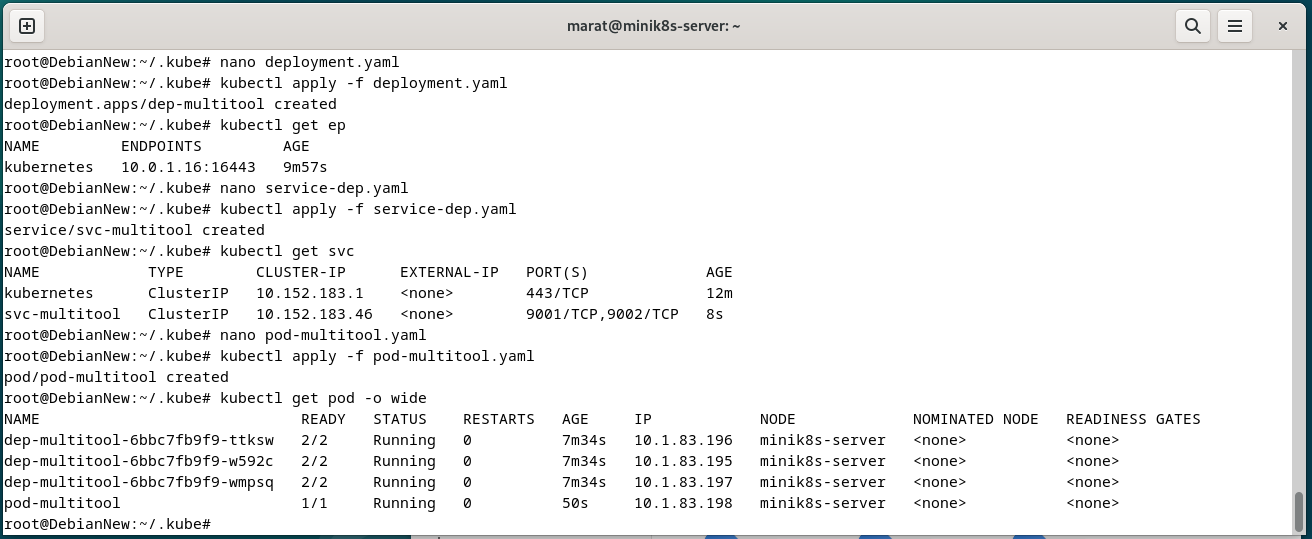 marat@minik8s-server: ~
root@DebianNew:~/.kube# nano deployment.yaml
root@DebianNew:~/.kube# kubectl apply -f deployment.yaml
deployment.apps/dep-multitool created
root@DebianNew:~/.kube# kubectl get ep
NAME         ENDPOINTS         AGE
kubernetes   10.0.1.16:16443   9m57s
root@DebianNew:~/.kube# nano service-dep.yaml
root@DebianNew:~/.kube# kubectl apply -f service-dep.yaml
service/svc-multitool created
root@DebianNew:~/.kube# kubectl get svc
NAME            TYPE        CLUSTER-IP      EXTERNAL-IP   PORT(S)             AGE
kubernetes      ClusterIP   10.152.183.1    <none>        443/TCP             12m
svc-multitool   ClusterIP   10.152.183.46   <none>        9001/TCP,9002/TCP   8s
root@DebianNew:~/.kube# nano pod-multitool.yaml
root@DebianNew:~/.kube# kubectl apply -f pod-multitool.yaml
pod/pod-multitool created
root@DebianNew:~/.kube# kubectl get pod -o wide
NAME                             READY   STATUS    RESTARTS   AGE     IP            NODE             NOMINATED NODE   READINESS GATES
dep-multitool-6bbc7fb9f9-ttksw   2/2     Running   0          7m34s   10.1.83.196   minik8s-server   <none>           <none>
dep-multitool-6bbc7fb9f9-w592c   2/2     Running   0          7m34s   10.1.83.195   minik8s-server   <none>           <none>
dep-multitool-6bbc7fb9f9-wmpsq   2/2     Running   0          7m34s   10.1.83.197   minik8s-server   <none>           <none>
pod-multitool                    1/1     Running   0          50s     10.1.83.198   minik8s-server   <none>           <none>
root@DebianNew:~/.kube#